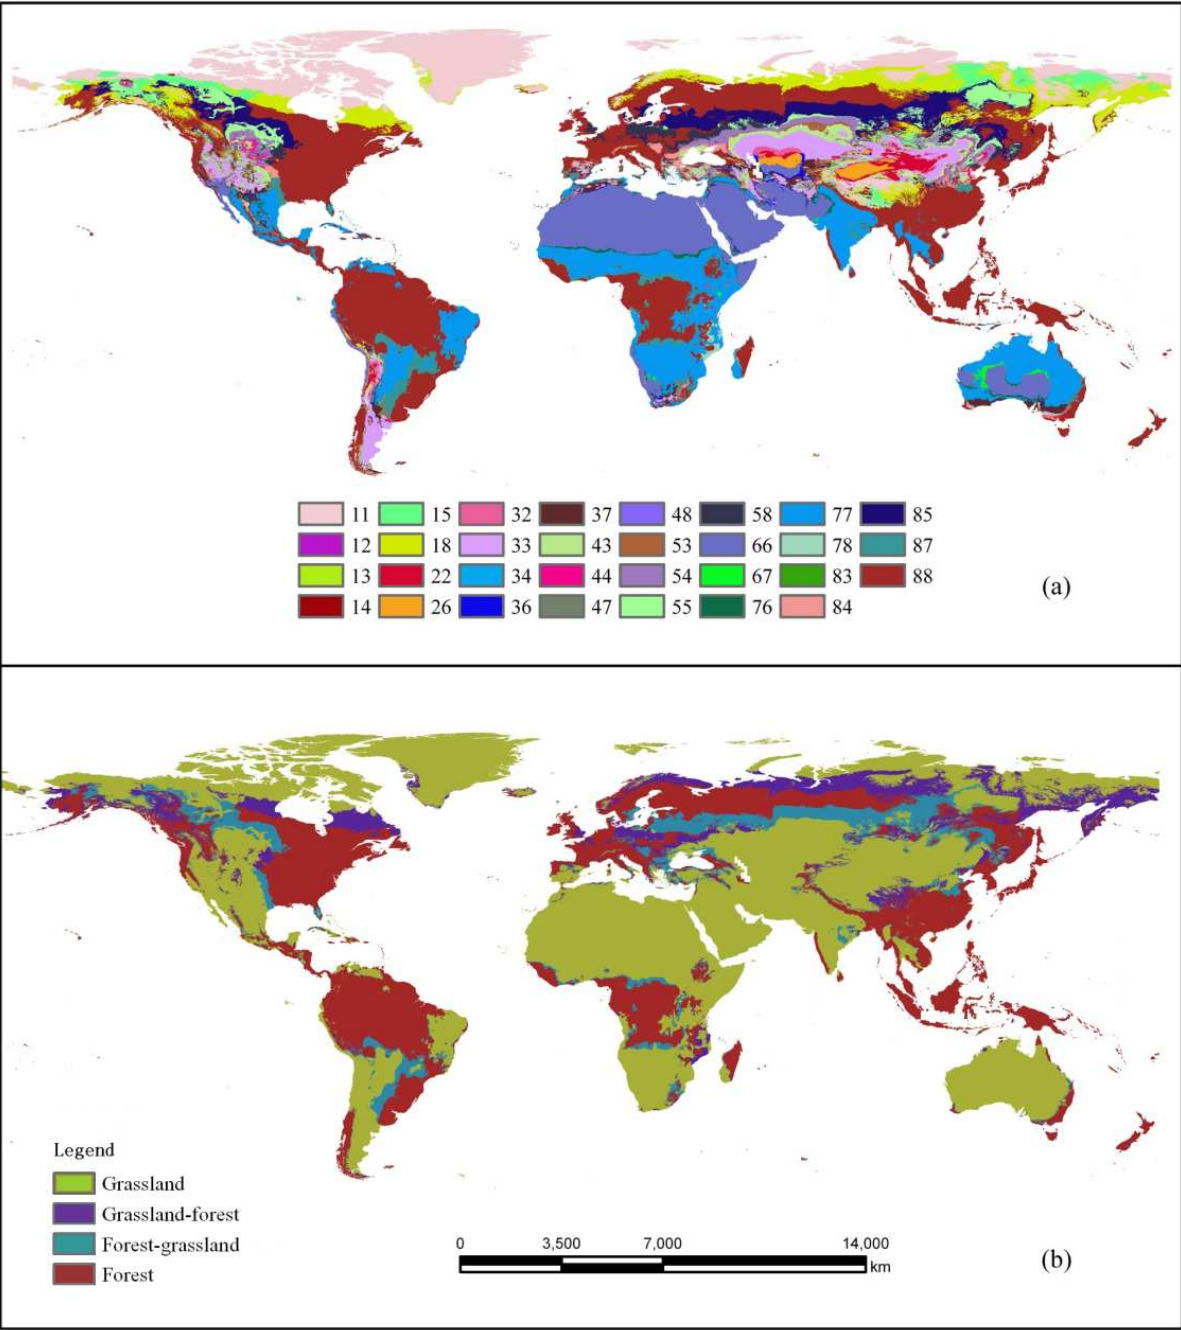 11 15 32 37 48 58 77 85
12 18 33 43 53 66 78 87
13 22 34 44 54 67 83 88
14 26 36 47 55 76 84
(a)
Legend
Grassland
Grassland-forest
Forest-grassland
Forest
0 3,500 7,000 14,000
km
(b)